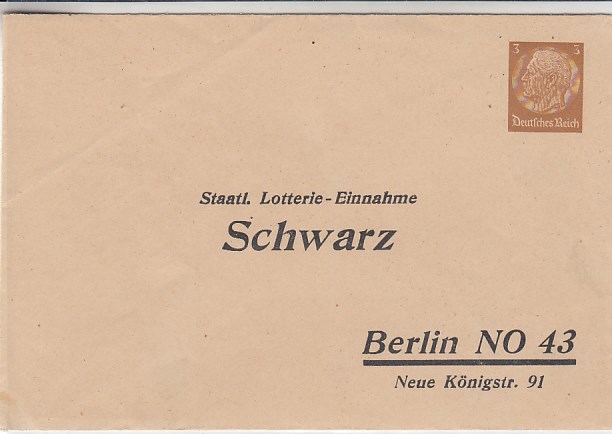 3 3
Deutsches Reich
Staatl. Lotterie-Einnahme
Schwarz
Berlin NO 43
Neue Königstr. 91